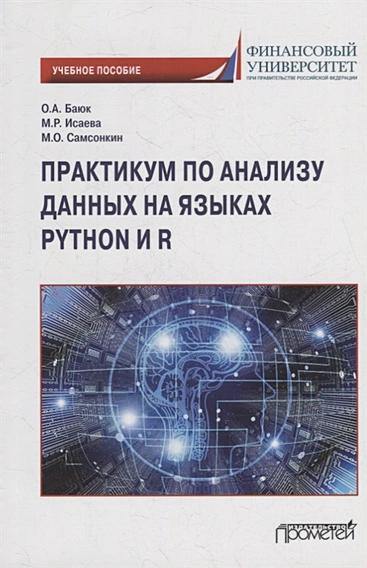 УЧЕБНОЕ ПОСОБИЕ
ФИНАНСОВЫЙ
УНИВЕРСИТЕТ
ПРИ ПРАВИТЕЛЬСТВЕ РОССИЙСКОЙ ФЕДЕРАЦИИ
О.А. Баюк
М.Р. Исаева
М.О. Самсонкин
ПРАКТИКУМ ПО АНАЛИЗУ
ДАННЫХ НА ЯЗЫКАХ
PYTHON И R
ИЗДАТЕЛЬСТВО
ПРОМЕТЕЙ